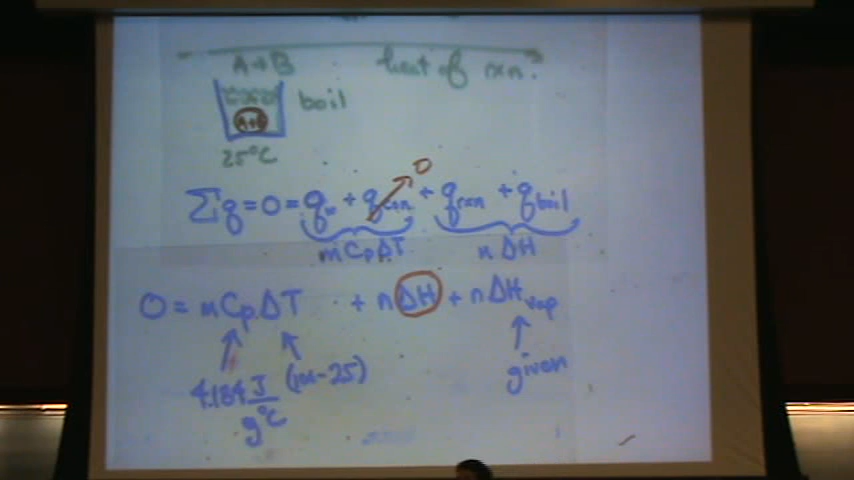 A+B heat of rxn.
boil
25°C
Σq = 0 = qw + qcon + qrxn + qboil
0
mCpΔT nΔH
0 = mCpΔT + nΔH + nΔHvap
4.184 J/g°C (100-25) given